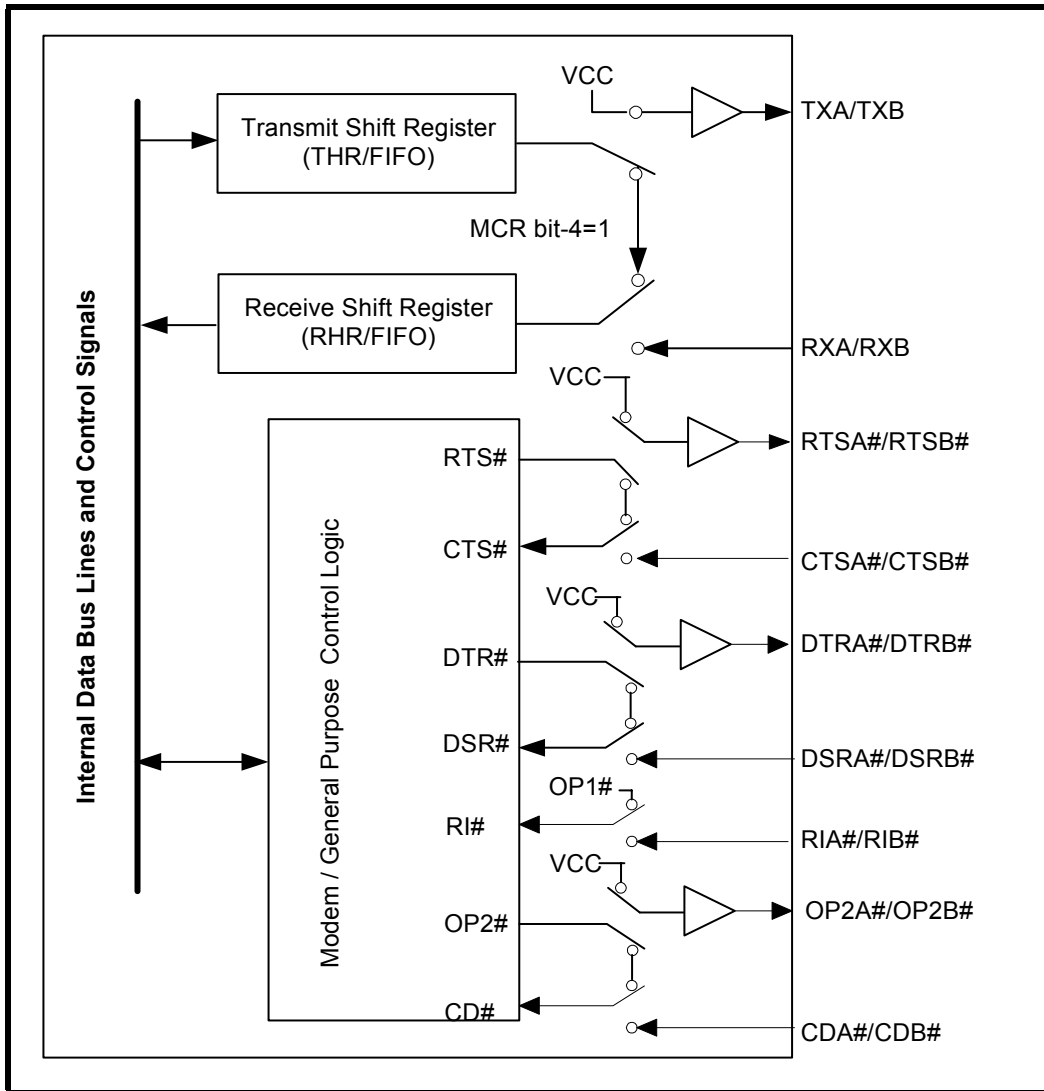 VCC
TXA/TXB
Transmit Shift Register
(THR/FIFO)
MCR bit-4=1
Receive Shift Register
(RHR/FIFO)
RXA/RXB
VCC
RTSA#/RTSB#
RTS#
CTS#
CTSA#/CTSB#
VCC
DTRA#/DTRB#
DTR#
DSR#
DSRA#/DSRB#
OP1#
RI#
RIA#/RIB#
VCC
OP2A#/OP2B#
OP2#
CD#
CDA#/CDB#
Internal Data Bus Lines and Control Signals
Modem / General Purpose Control Logic